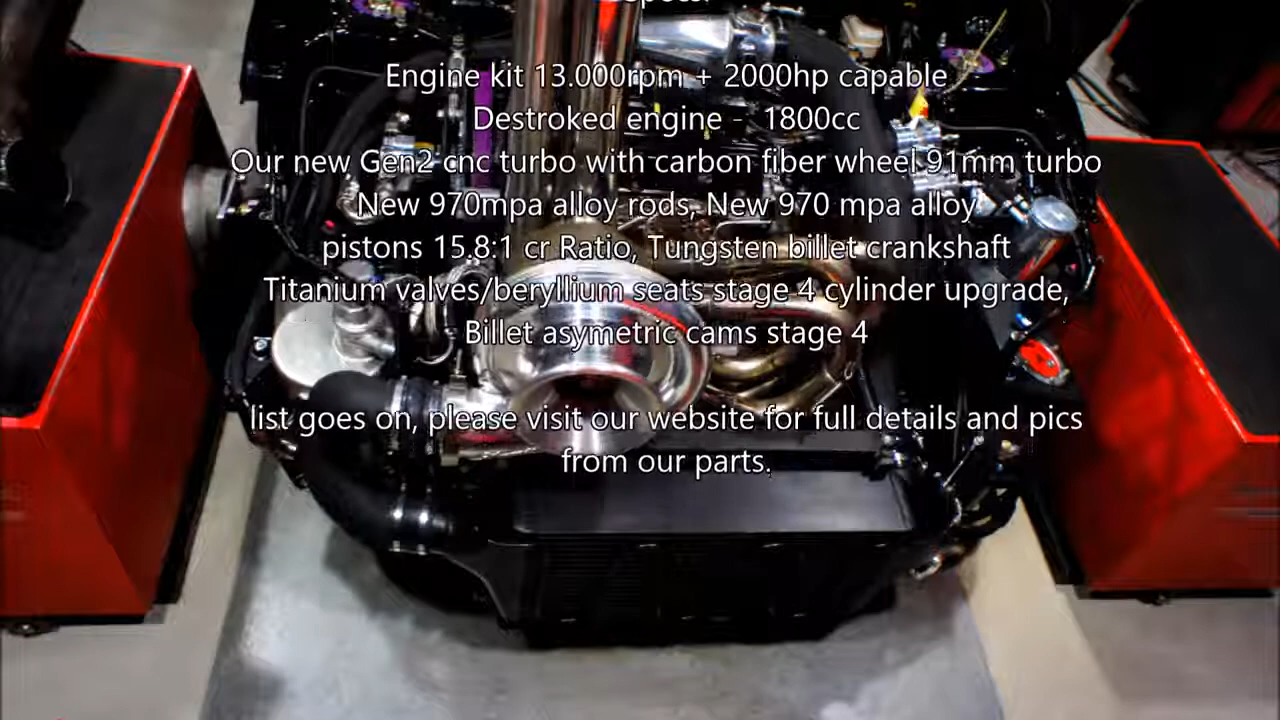 Specs:
Engine kit 13.000rpm + 2000hp capable
Destroked engine - 1800cc
Our new Gen2 cnc turbo with carbon fiber wheel 91mm turbo
New 970mpa alloy rods, New 970 mpa alloy
pistons 15.8:1 cr Ratio, Tungsten billet crankshaft
Titanium valves/beryllium seats stage 4 cylinder upgrade,
Billet asymetric cams stage 4
list goes on, please visit our website for full details and pics
from our parts.